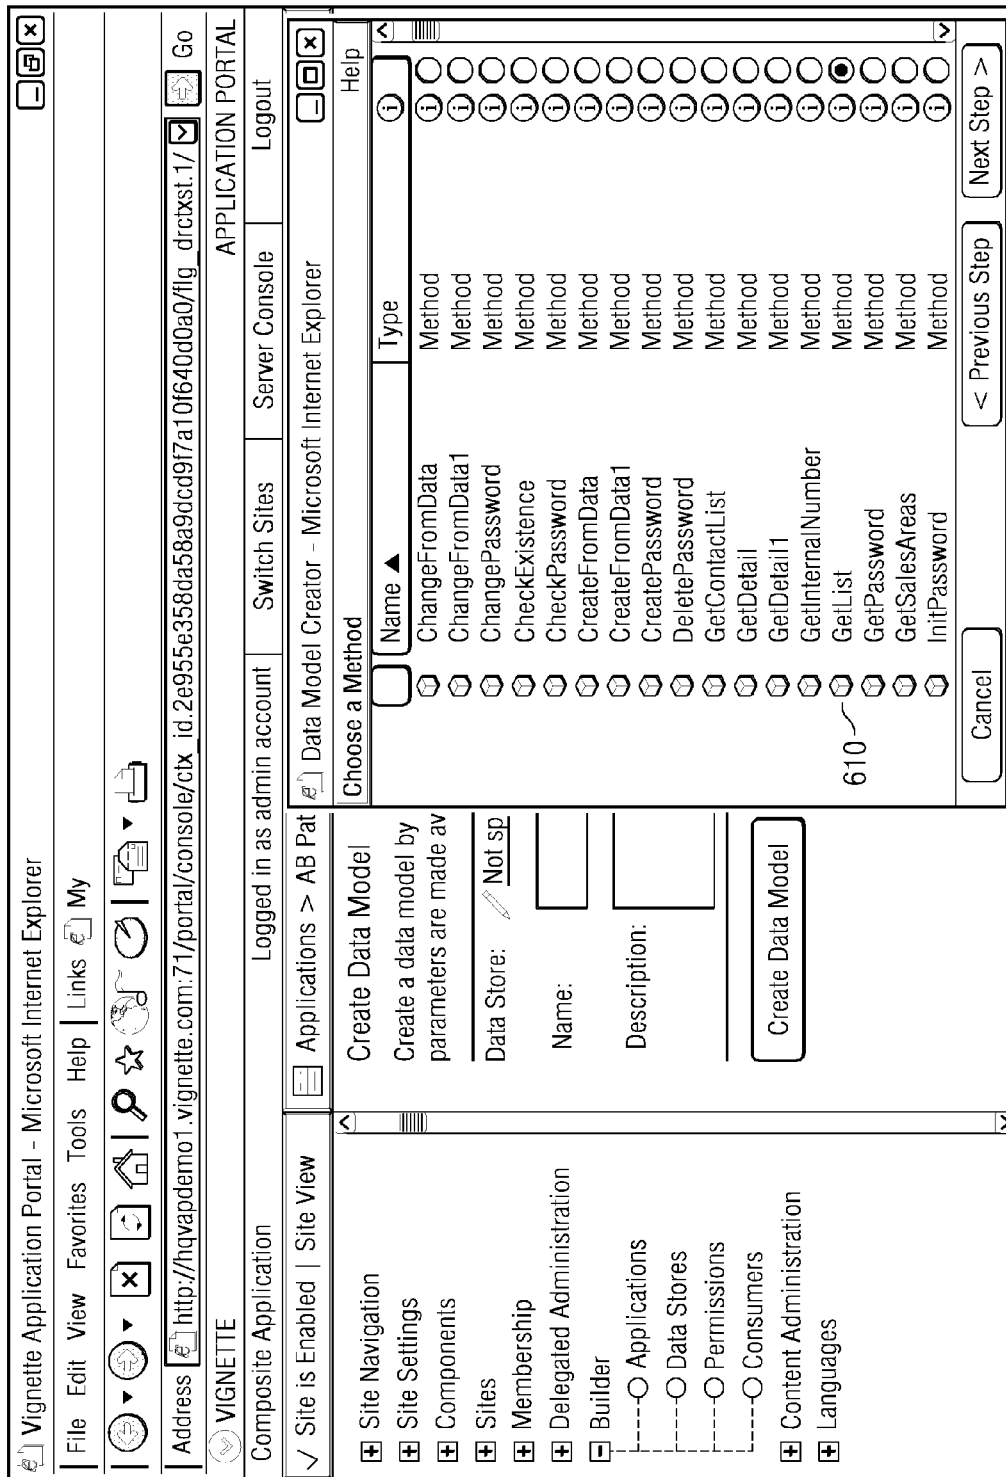 Vignette Application Portal - Microsoft Internet Explorer
File Edit View Favorites Tools Help Links My
Address http://hqvapdemo1.vignette.com:71/portal/console/ctx_id.2e955e358da58a9dcd9f7a10f640d0a0/flg_drctxst.1/ Go
VIGNETTE APPLICATION PORTAL
Composite Application Logged in as admin account Switch Sites Server Console Logout
✓ Site is Enabled | Site View
Site Navigation
Site Settings
Components
Sites
Membership
Delegated Administration
Builder
Applications
Data Stores
Permissions
Consumers
Content Administration
Languages
Applications > AB Pat
Create Data Model
Create a data model by
parameters are made av
Data Store: Not sp
Name:
Description:
Create Data Model
Data Model Creator - Microsoft Internet Explorer
Choose a Method Help
Name ▲ Type i
ChangeFromData Method i
ChangeFromData1 Method i
ChangePassword Method i
CheckExistence Method i
CheckPassword Method i
CreateFromData Method i
CreateFromData1 Method i
CreatePassword Method i
DeletePassword Method i
GetContactList Method i
GetDetail Method i
GetDetail1 Method i
GetInternalNumber Method i
610 GetList Method i
GetPassword Method i
GetSalesAreas Method i
InitPassword Method i
Cancel < Previous Step Next Step >